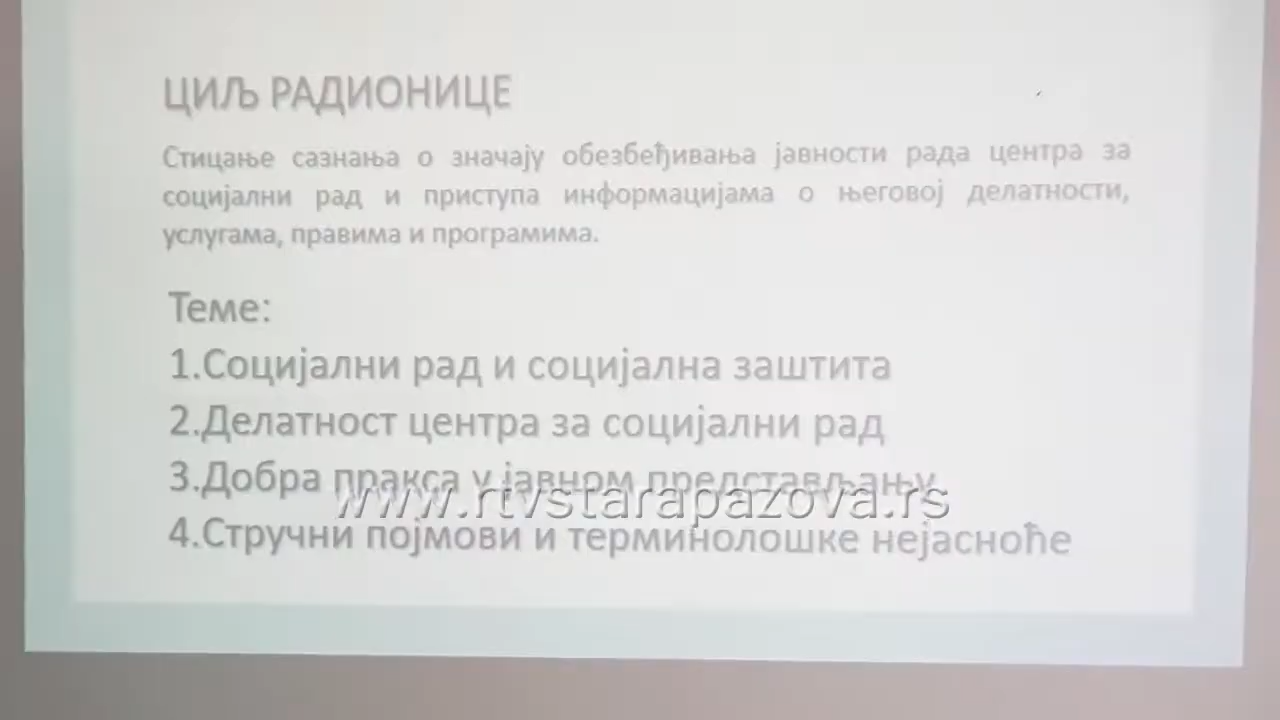 ЦИЉ РАДИОНИЦЕ
Стицање сазнања о значају обезбеђивања јавности рада центра за
социјални рад и приступа информацијама о његовој делатности,
услугама, правима и програмима.
Теме:
1.Социјални рад и социјална заштита
2.Делатност центра за социјални рад
3.Добра пракса у јавном представљању
www.rtvstarapazova.rs
4.Стручни појмови и терминолошке нејасноће